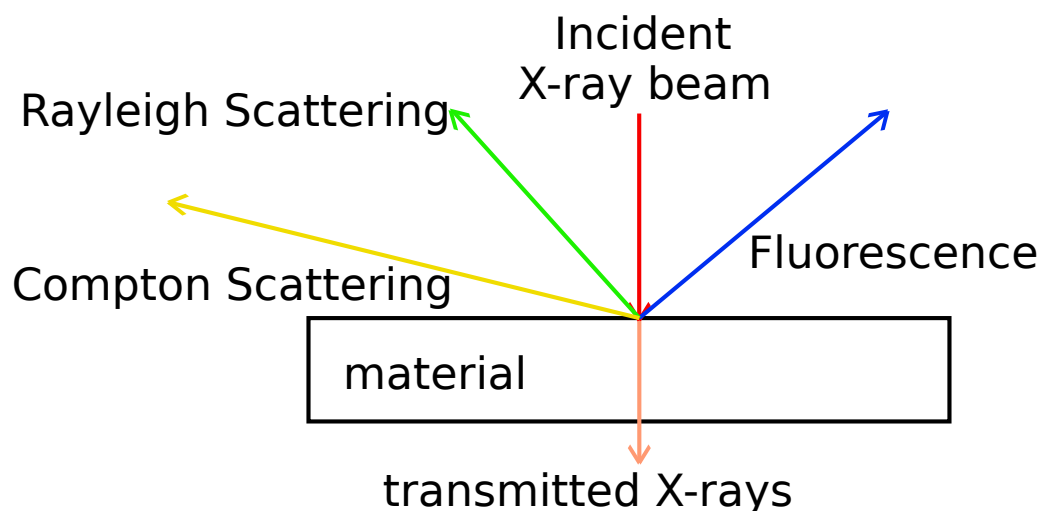 Incident
X-ray beam
Rayleigh Scattering
Fluorescence
Compton Scattering
material
transmitted X-rays